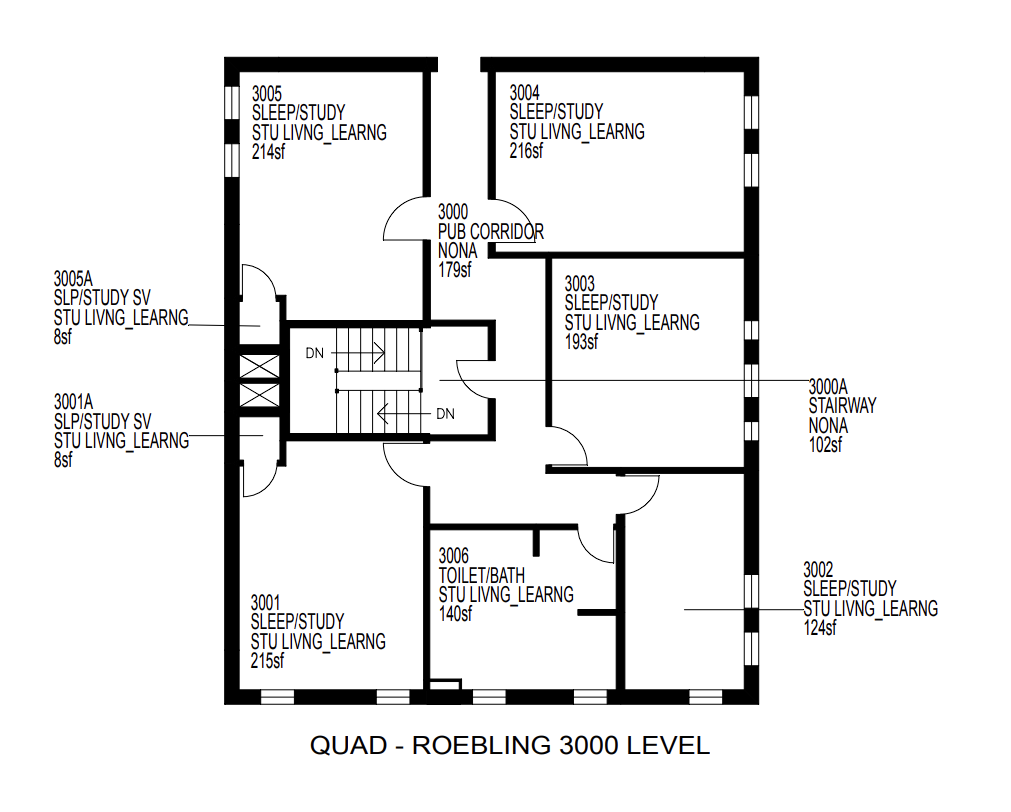 3005
SLEEP/STUDY
STU LIVNG_LEARNG
214sf
3004
SLEEP/STUDY
STU LIVNG_LEARNG
216sf
3000
PUB CORRIDOR
NONA
179sf
3005A
SLP/STUDY SV
STU LIVNG_LEARNG
8sf
3003
SLEEP/STUDY
STU LIVNG_LEARNG
193sf
DN
DN
3000A
STAIRWAY
NONA
102sf
3001A
SLP/STUDY SV
STU LIVNG_LEARNG
8sf
3006
TOILET/BATH
STU LIVNG_LEARNG
140sf
3002
SLEEP/STUDY
STU LIVNG_LEARNG
124sf
3001
SLEEP/STUDY
STU LIVNG_LEARNG
215sf
QUAD - ROEBLING 3000 LEVEL